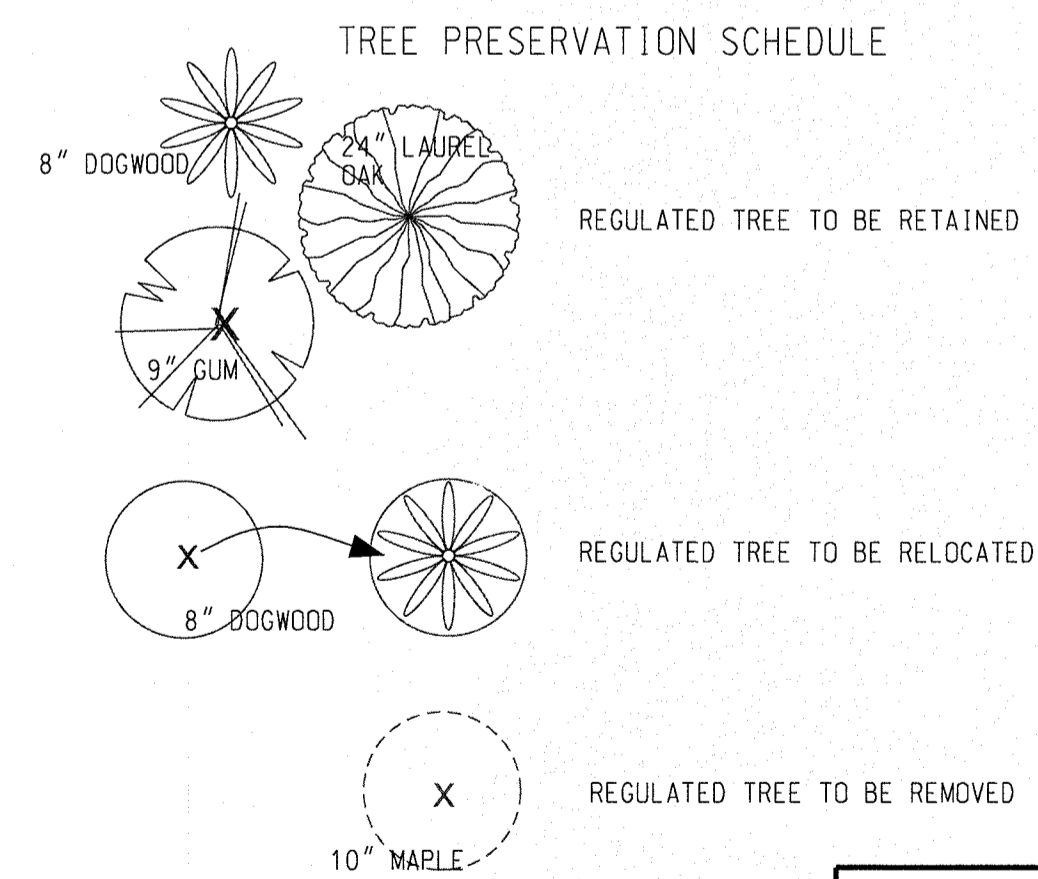 TREE PRESERVATION SCHEDULE
8" DOGWOOD
24" LAUREL
OAK
REGULATED TREE TO BE RETAINED
9" GUM
X
X
REGULATED TREE TO BE RELOCATED
8" DOGWOOD
X
REGULATED TREE TO BE REMOVED
10" MAPLE